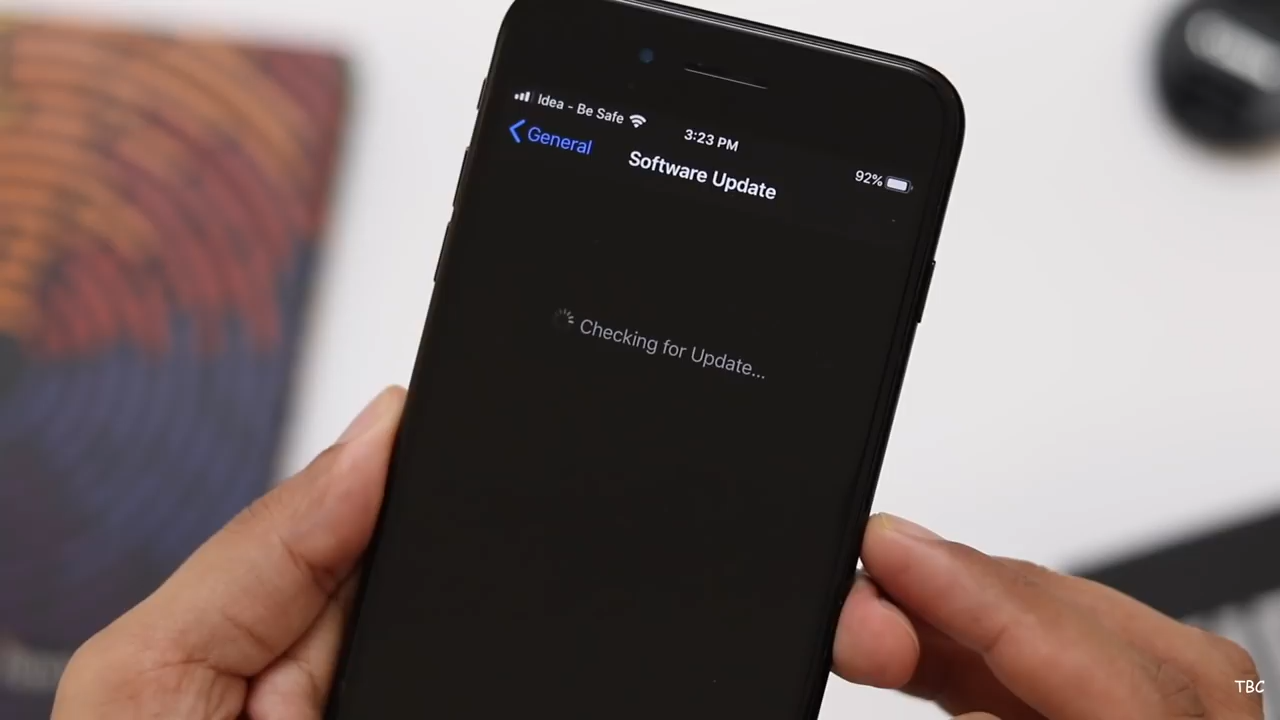 Idea - Be Safe
3:23 PM
92%
General
Software Update
Checking for Update...
TBC